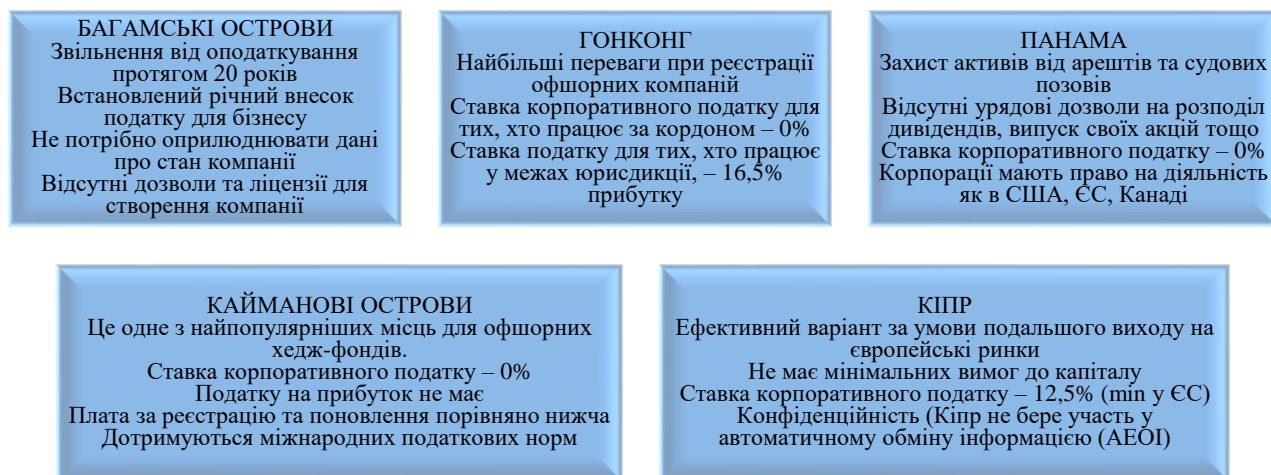 БАГАМСЬКІ ОСТРОВИ
Звільнення від оподаткування
протягом 20 років
Встановлений річний внесок
податку для бізнесу
Не потрібно оприлюднювати дані
про стан компанії
Відсутні дозволи та ліцензії для
створення компанії
ГОНКОНГ
Найбільші переваги при реєстрації
офшорних компаній
Ставка корпоративного податку для
тих, хто працює за кордоном – 0%
Ставка податку для тих, хто працює
у межах юрисдикції, – 16,5%
прибутку
ПАНАМА
Захист активів від арештів та судових
позовів
Відсутні урядові дозволи на розподіл
дивідендів, випуск своїх акцій тощо
Ставка корпоративного податку – 0%
Корпорації мають право на діяльність
як в США, ЄС, Канаді
КАЙМАНОВІ ОСТРОВИ
Це одне з найпопулярніших місць для офшорних
хедж-фондів.
Ставка корпоративного податку – 0%
Податку на прибуток не має
Плата за реєстрацію та поновлення порівняно нижча
Дотримуються міжнародних податкових норм
КІПР
Ефективний варіант за умови подальшого виходу на
європейські ринки
Не має мінімальних вимог до капіталу
Ставка корпоративного податку – 12,5% (min у ЄС)
Конфіденційність (Кіпр не бере участь у
автоматичному обміну інформацією (AEOI)